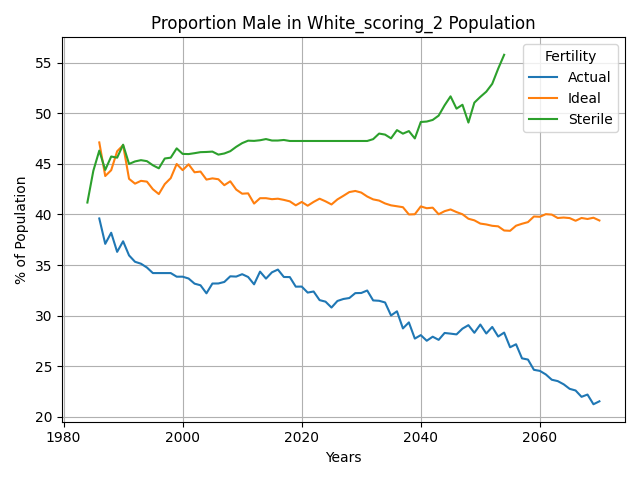 Proportion Male in White_scoring_2 Population
% of Population
55
50
45
40
35
30
25
20
1980
2000
2020
2040
2060
Years
Fertility
Actual
Ideal
Sterile